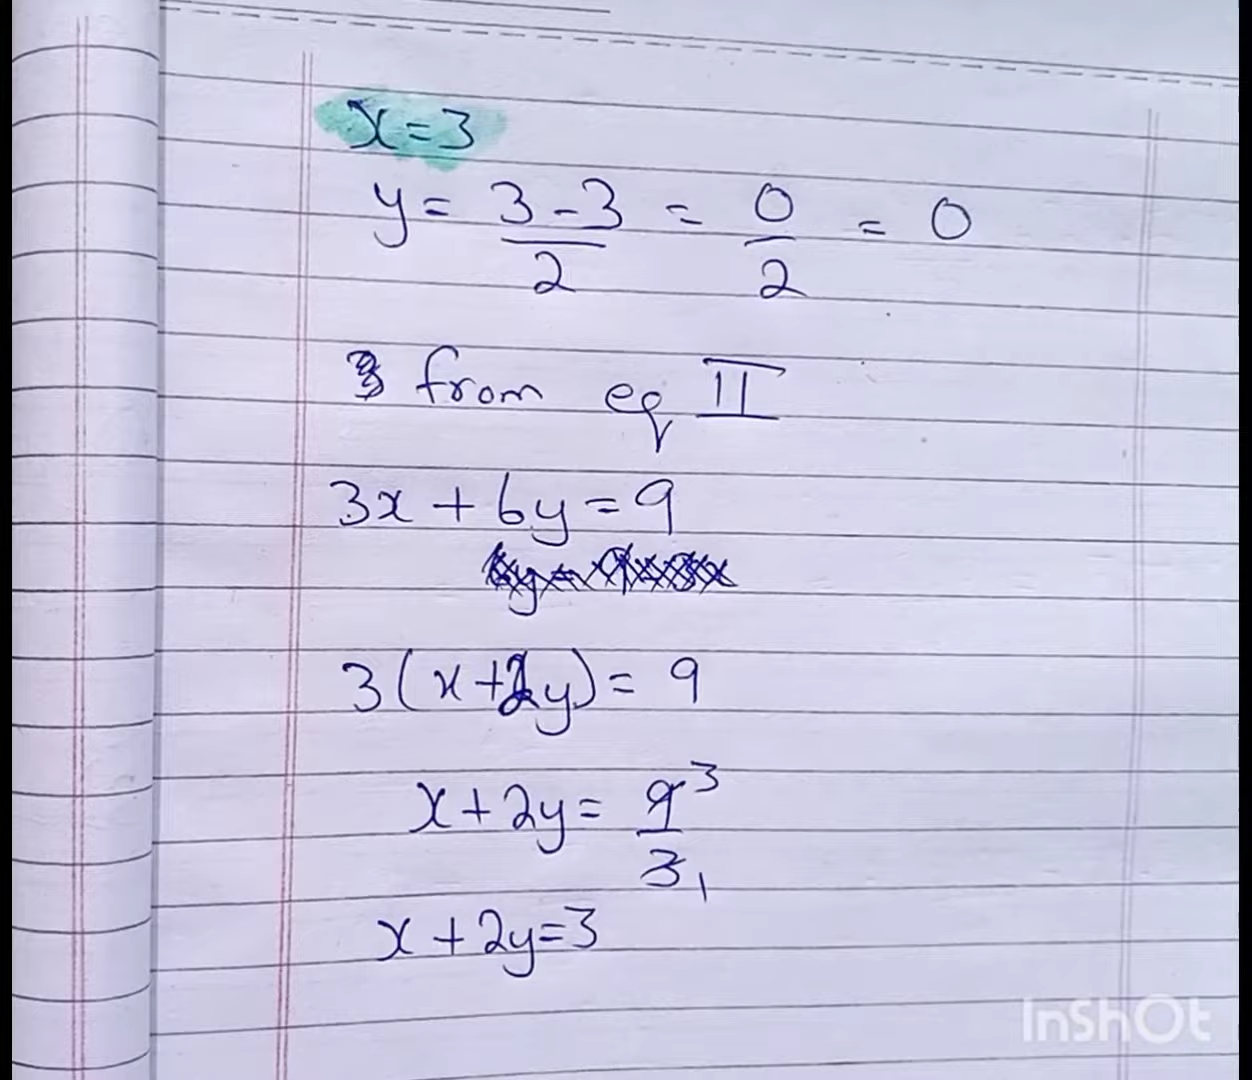 x=3
y = 3-3/2 = 0/2 = 0
from eq II
3x + 6y = 9
3(x+2y) = 9
x+2y = 9/3 3 1
x + 2y=3
InShOt